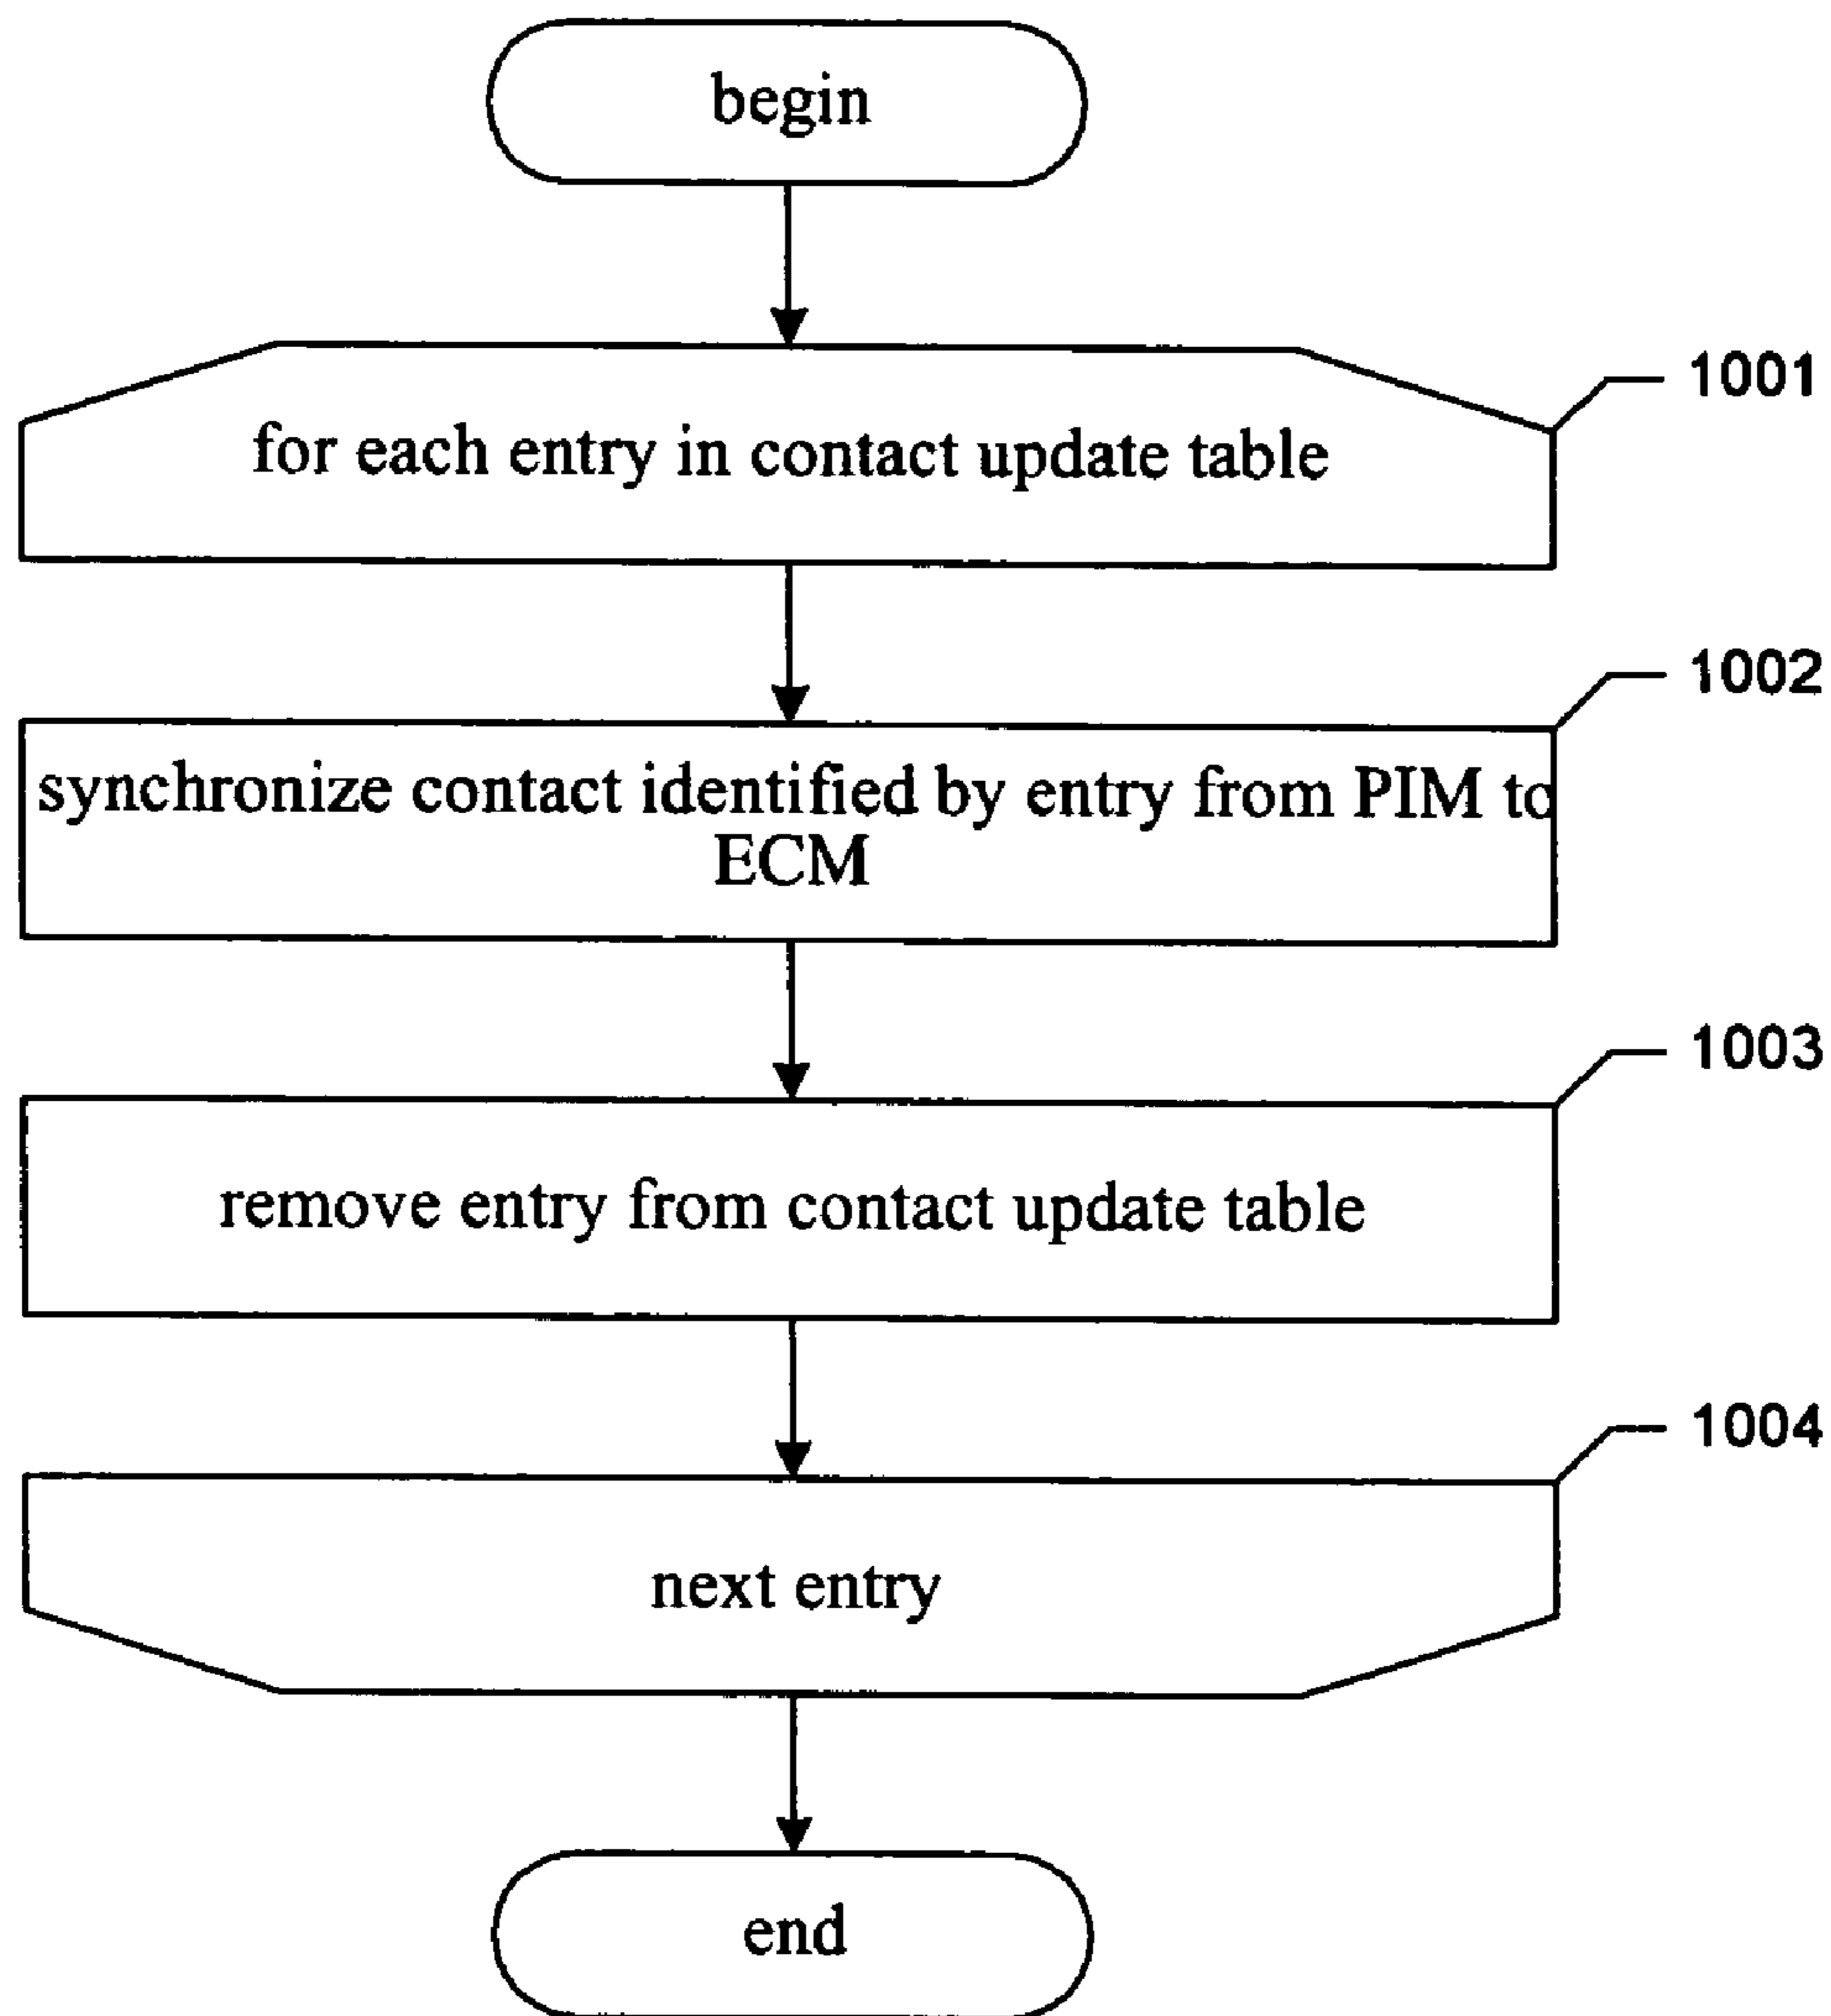 begin
for each entry in contact update table
1001
synchronize contact identified by entry from PIM to
ECM
1002
remove entry from contact update table
1003
next entry
1004
end